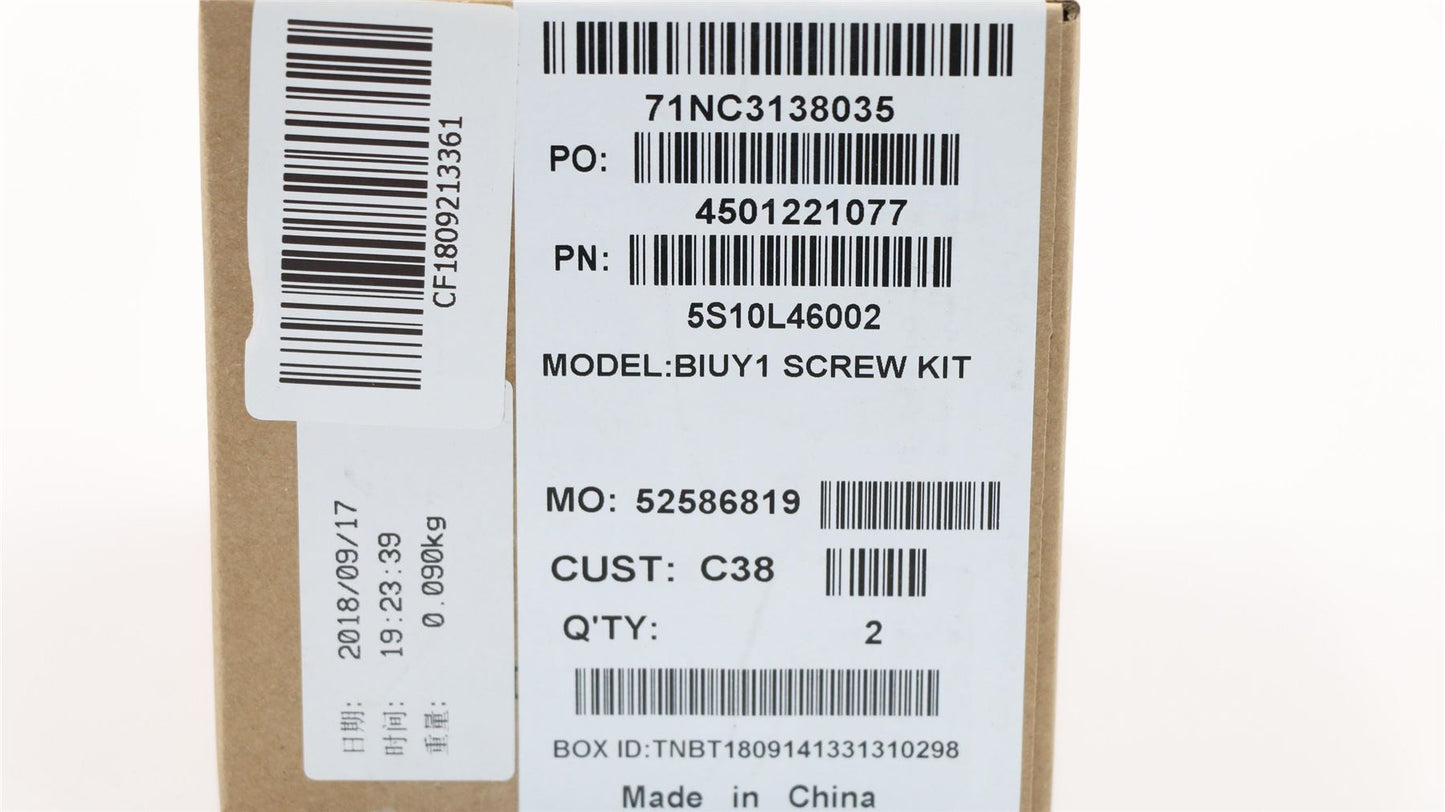 CF1809213361
日期: 2018/09/17
时间: 19:23:39
重量: 0.090kg
71NC3138035
PO:
4501221077
PN:
5S10L46002
MODEL:BIUY1 SCREW KIT
MO: 52586819
CUST: C38
Q'TY: 2
BOX ID:TNBT1809141331310298
Made in China